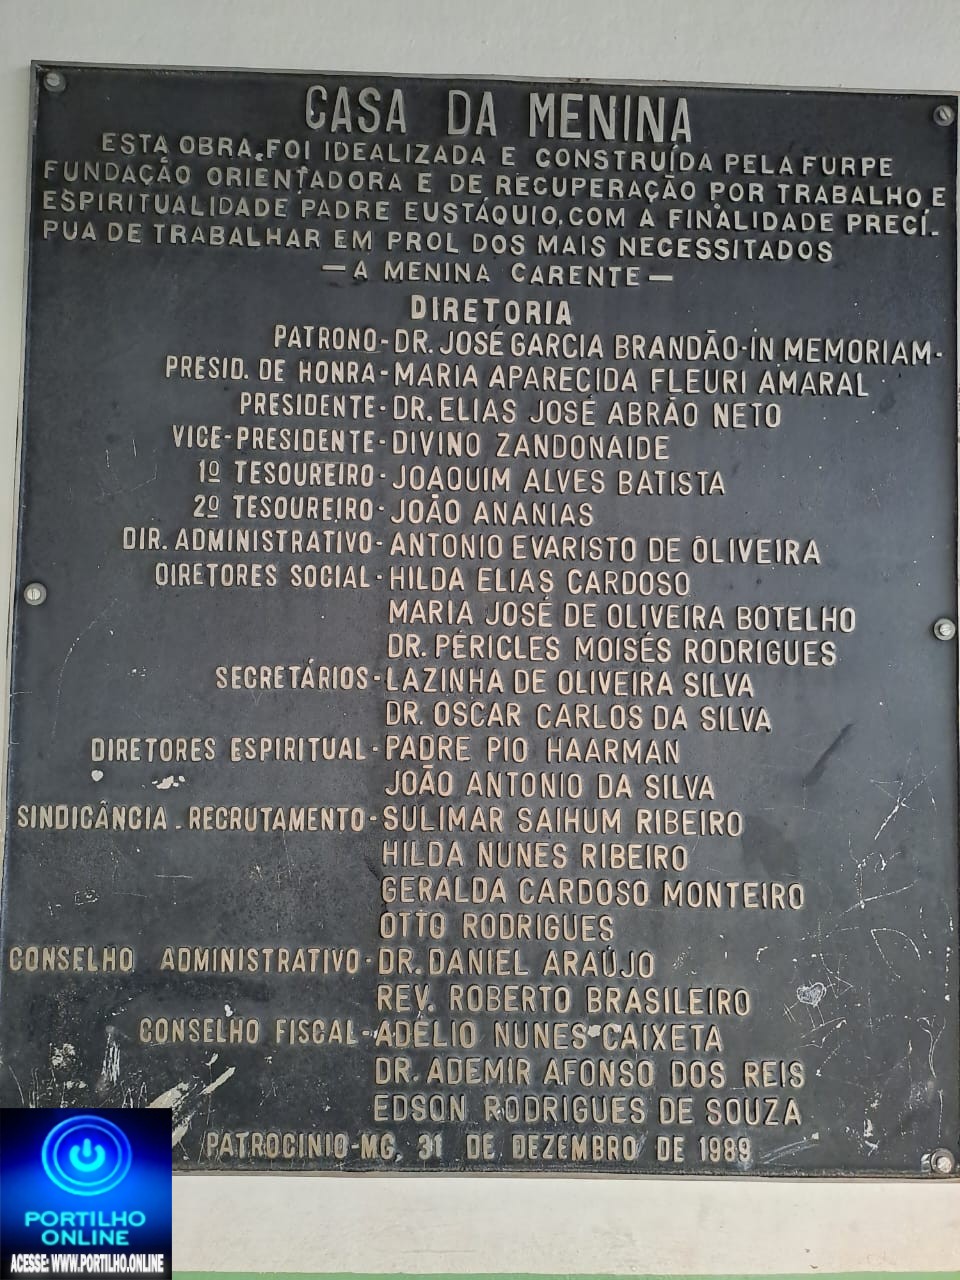 CASA DA MENINA
ESTA OBRA, FOI IDEALIZADA E CONSTRUÍDA PELA FURPE
FUNDAÇÃO ORIENTADORA E DE RECUPERAÇÃO POR TRABALHO E
ESPIRITUALIDADE PADRE EUSTÁQUIO, COM A FINALIDADE PRECÍ-
PUA DE TRABALHAR EM PROL DOS MAIS NECESSITADOS
— A MENINA CARENTE —
DIRETORIA
PATRONO - DR. JOSÉ GARCIA BRANDÃO - IN MEMORIAM -
PRESID. DE HONRA - MARIA APARECIDA FLEURI AMARAL
PRESIDENTE - DR. ELIAS JOSÉ ABRÃO NETO
VICE-PRESIDENTE - DIVINO ZANDONAIDE
1º TESOUREIRO - JOAQUIM ALVES BATISTA
2º TESOUREIRO - JOÃO ANANIAS
DIR. ADMINISTRATIVO - ANTONIO EVARISTO DE OLIVEIRA
DIRETORES SOCIAL - HILDA ELIAS CARDOSO
MARIA JOSÉ DE OLIVEIRA BOTELHO
DR. PÉRICLES MOISÉS RODRIGUES
SECRETÁRIOS - LAZINHA DE OLIVEIRA SILVA
DR. OSCAR CARLOS DA SILVA
DIRETORES ESPIRITUAL - PADRE PIO HAARMAN
JOÃO ANTONIO DA SILVA
SINDICÂNCIA - RECRUTAMENTO - SULIMAR SAIHUM RIBEIRO
HILDA NUNES RIBEIRO
GERALDA CARDOSO MONTEIRO
OTTO RODRIGUES
CONSELHO ADMINISTRATIVO - DR. DANIEL ARAÚJO
REV. ROBERTO BRASILEIRO
CONSELHO FISCAL - ADÉLIO NUNES CAIXETA
DR. ADEMIR AFONSO DOS REIS
EDSON RODRIGUES DE SOUZA
PATROCINIO-MG, 31 DE DEZEMBRO DE 1989
PORTILHO
ONLINE
ACESSE: WWW.PORTILHO.ONLINE